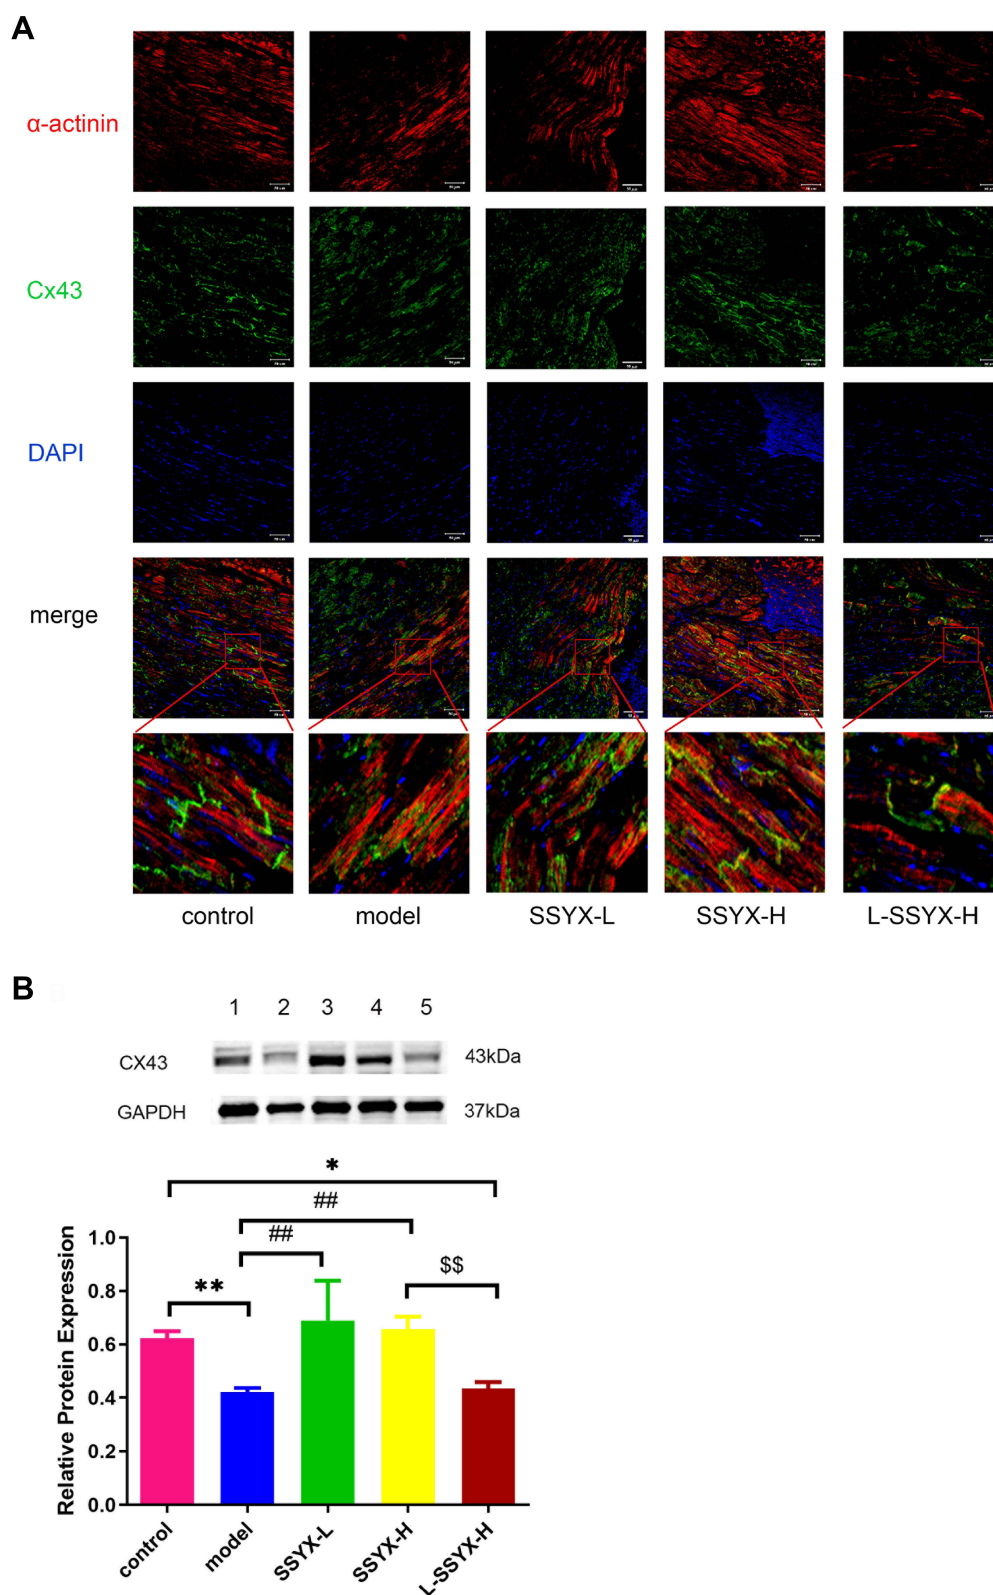 A
α-actinin
Cx43
DAPI
merge
control model SSYX-L SSYX-H L-SSYX-H
B
1 2 3 4 5
CX43 43kDa
GAPDH 37kDa
*
##
##
$$
**
Relative Protein Expression
1.0
0.8
0.6
0.4
0.2
0.0
control model SSYX-L SSYX-H L-SSYX-H